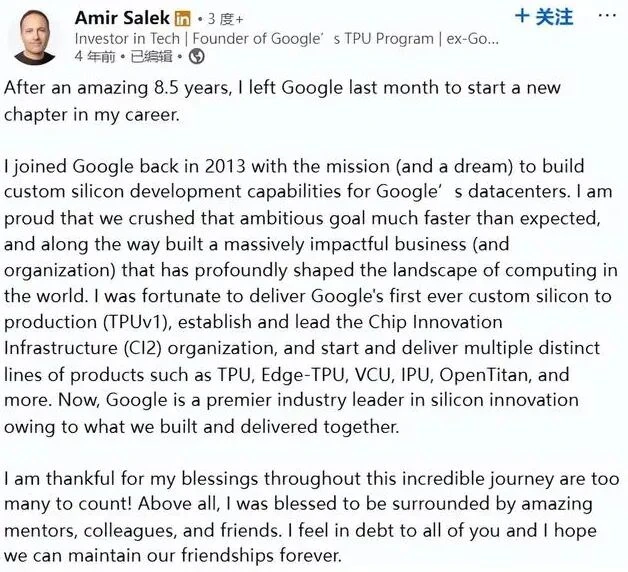 Amir Salek in • 3 度+
+ 关注 ···
Investor in Tech | Founder of Google’s TPU Program | ex-Go...
4 年前 • 已编辑 •
After an amazing 8.5 years, I left Google last month to start a new
chapter in my career.
I joined Google back in 2013 with the mission (and a dream) to build
custom silicon development capabilities for Google’s datacenters. I am
proud that we crushed that ambitious goal much faster than expected,
and along the way built a massively impactful business (and
organization) that has profoundly shaped the landscape of computing in
the world. I was fortunate to deliver Google's first ever custom silicon to
production (TPUv1), establish and lead the Chip Innovation
Infrastructure (CI2) organization, and start and deliver multiple distinct
lines of products such as TPU, Edge-TPU, VCU, IPU, OpenTitan, and
more. Now, Google is a premier industry leader in silicon innovation
owing to what we built and delivered together.
I am thankful for my blessings throughout this incredible journey are too
many to count! Above all, I was blessed to be surrounded by amazing
mentors, colleagues, and friends. I feel in debt to all of you and I hope
we can maintain our friendships forever.